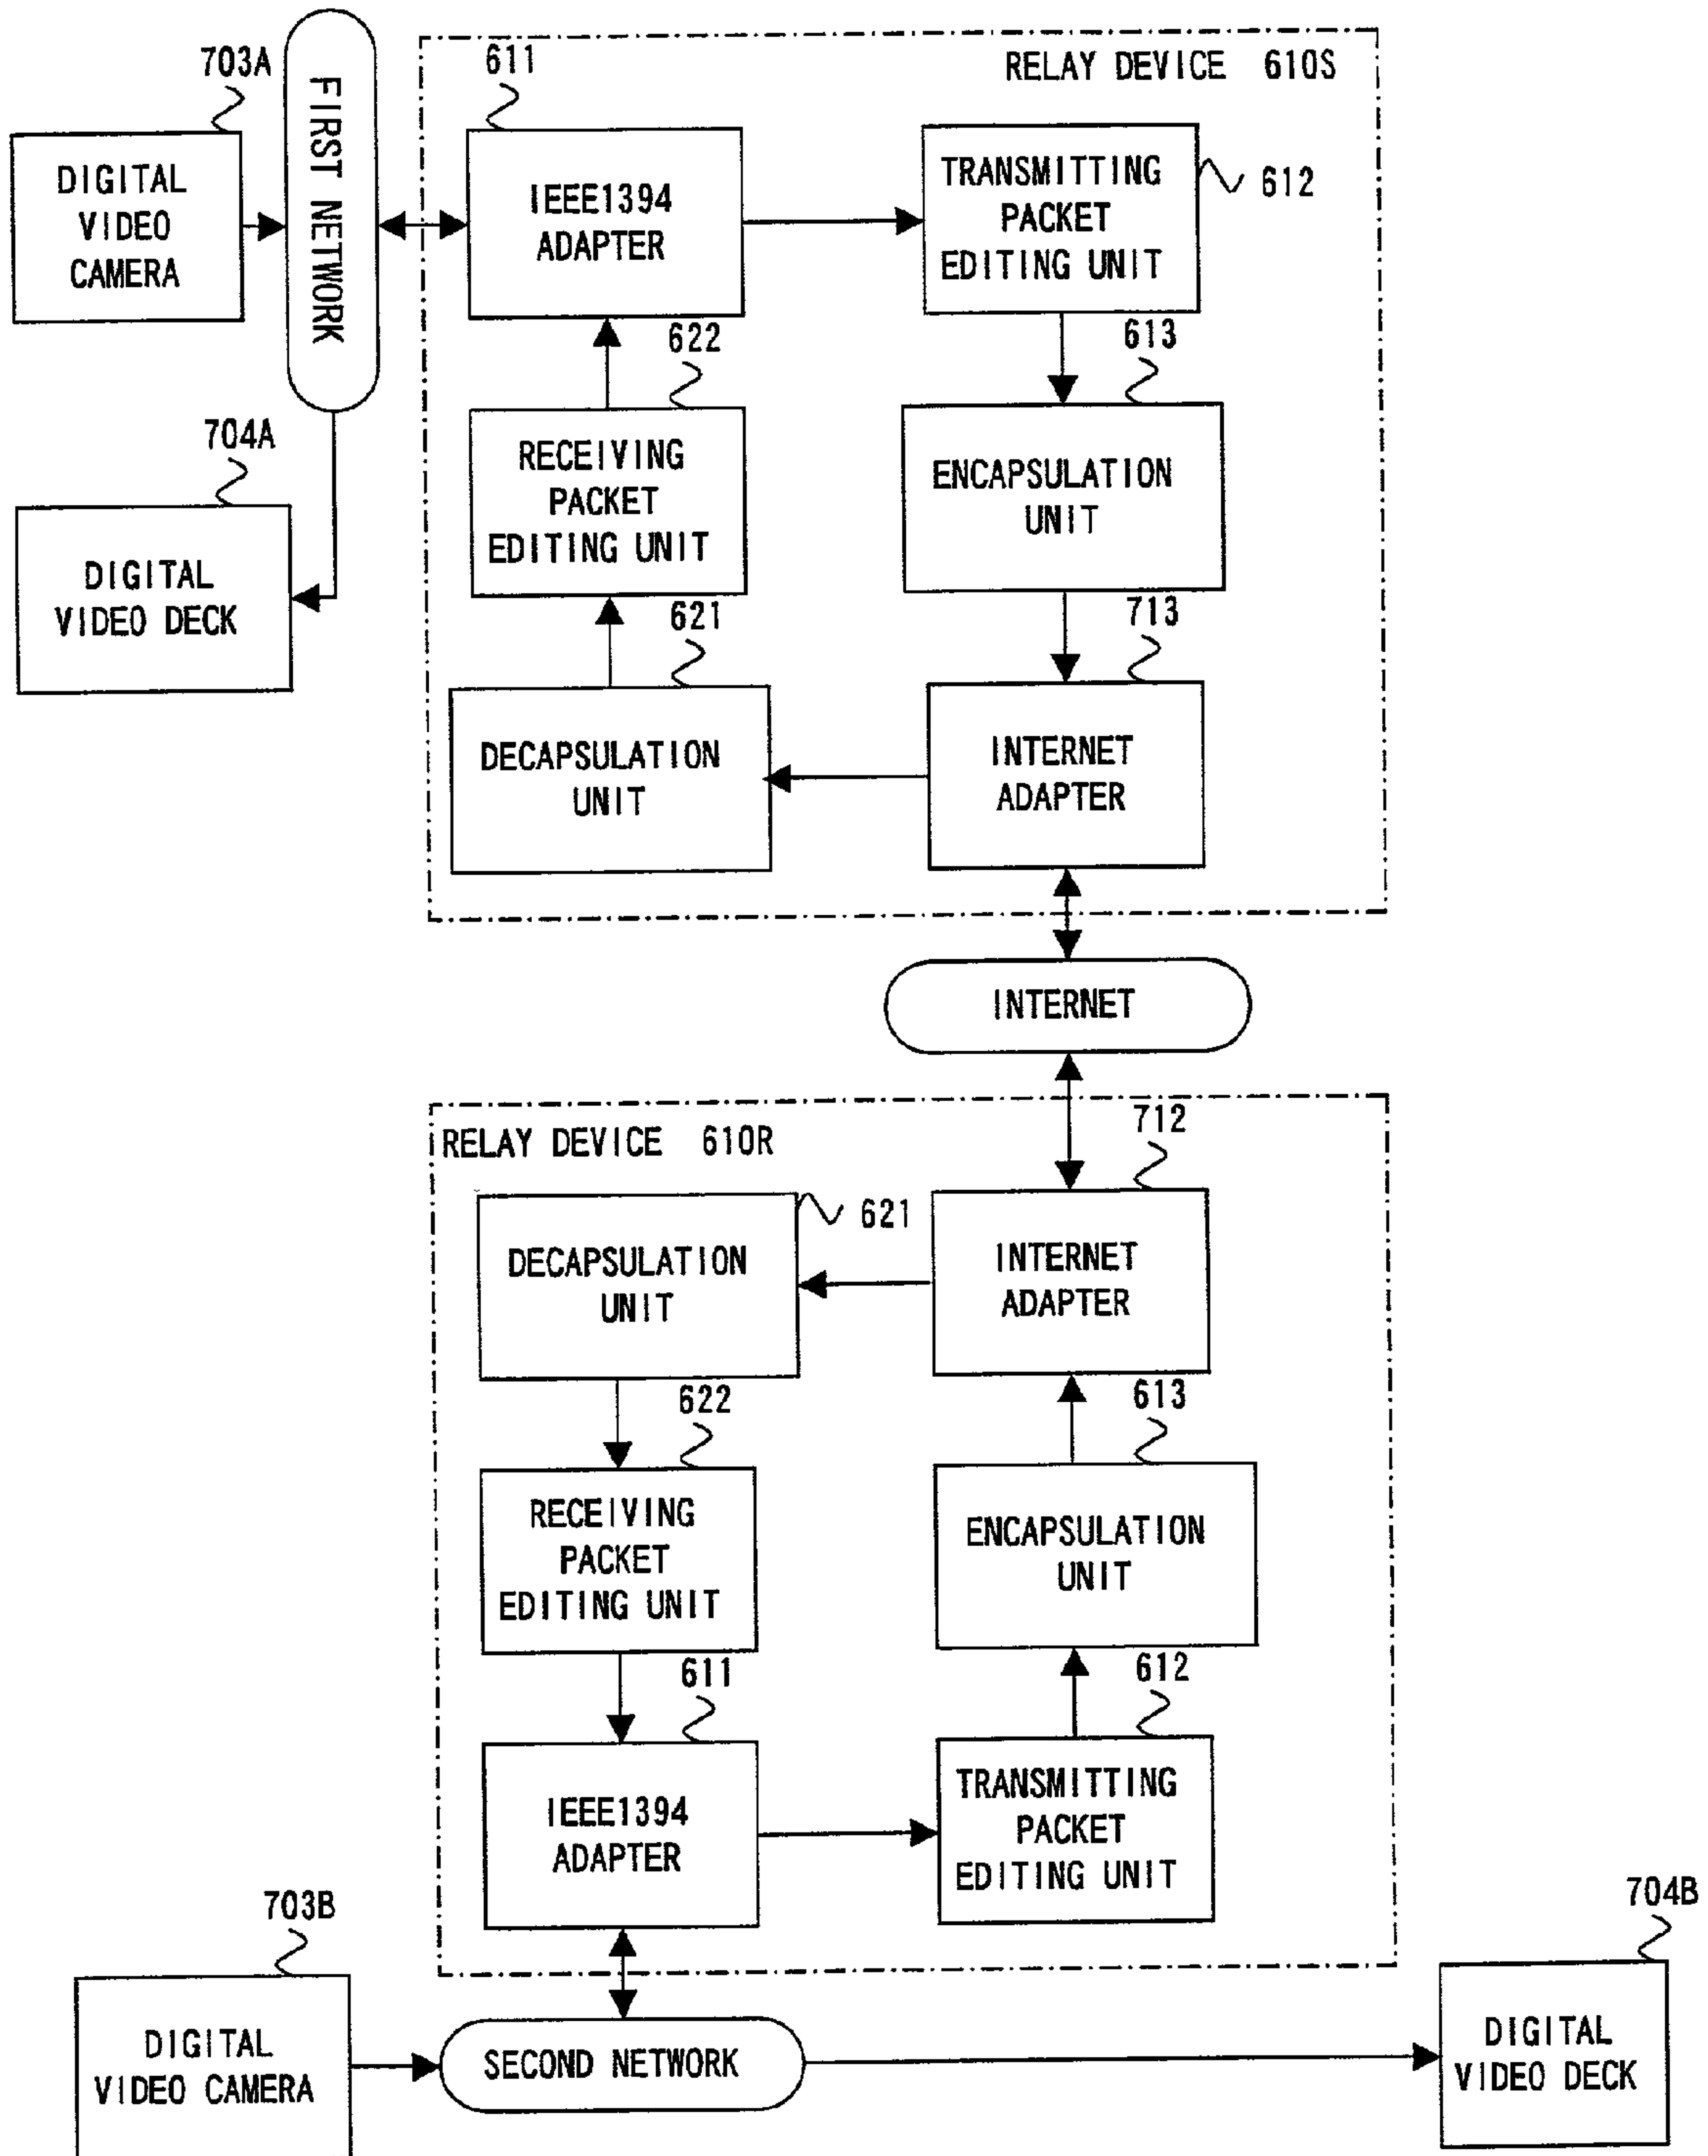 703A
FIRST NETWORK
611
RELAY DEVICE 610S
DIGITAL
VIDEO
CAMERA
IEEE1394
ADAPTER
TRANSMITTING
PACKET
EDITING UNIT
612
622
613
704A
RECEIVING
PACKET
EDITING UNIT
ENCAPSULATION
UNIT
DIGITAL
VIDEO DECK
621
713
DECAPSULATION
UNIT
INTERNET
ADAPTER
INTERNET
RELAY DEVICE 610R
712
621
DECAPSULATION
UNIT
INTERNET
ADAPTER
622
613
RECEIVING
PACKET
EDITING UNIT
ENCAPSULATION
UNIT
611
612
IEEE1394
ADAPTER
TRANSMITTING
PACKET
EDITING UNIT
703B
704B
DIGITAL
VIDEO CAMERA
SECOND NETWORK
DIGITAL
VIDEO DECK